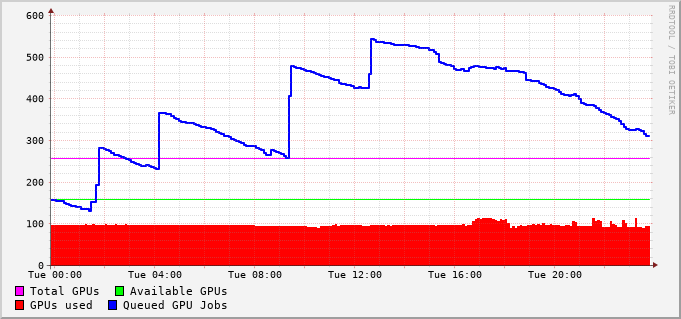 600
500
400
300
200
100
0
Tue 00:00 Tue 04:00 Tue 08:00 Tue 12:00 Tue 16:00 Tue 20:00
Total GPUs Available GPUs
GPUs used Queued GPU Jobs
RRDTOOL / TOBI OETIKER